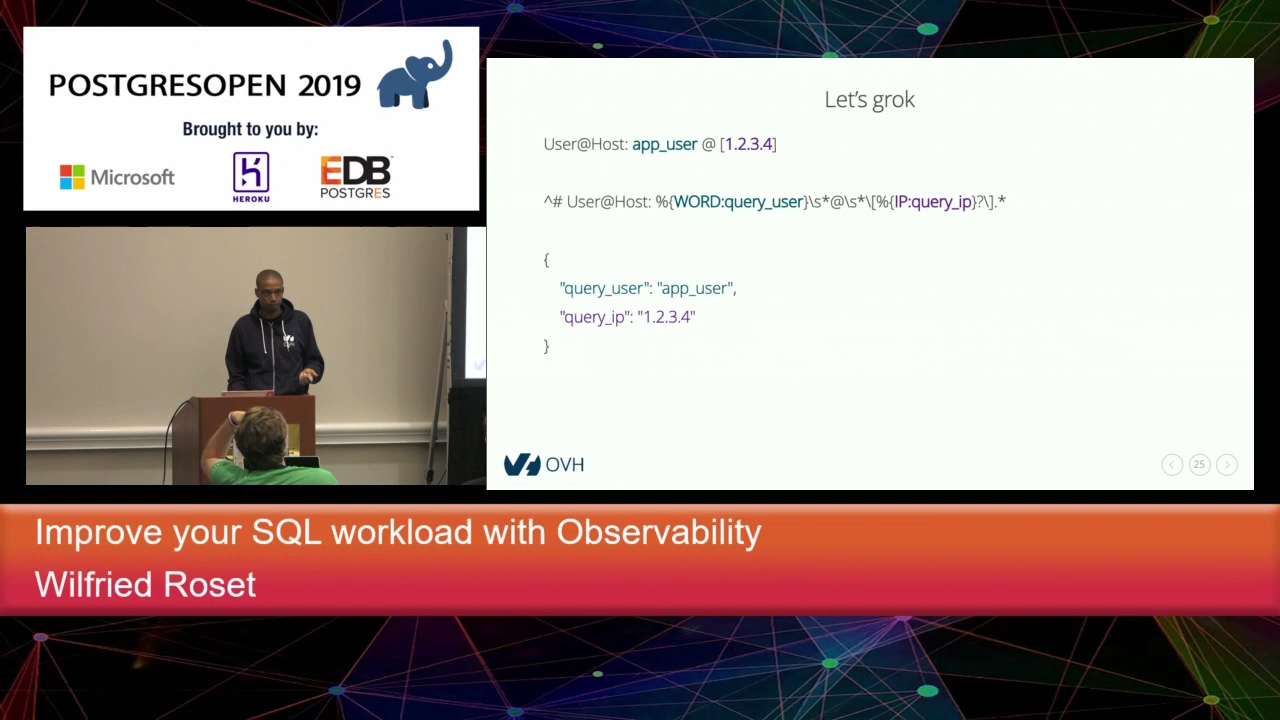 POSTGRESOPEN 2019
Brought to you by:
Microsoft
HEROKU
EDB
POSTGRES
Let's grok
User@Host: app_user @ [1.2.3.4]
^# User@Host: %{WORD:query_user}\s*@\s*\[%{IP:query_ip}?\].*
{
"query_user": "app_user",
"query_ip": "1.2.3.4"
}
OVH
25
OVH
Improve your SQL workload with Observability
Wilfried Roset